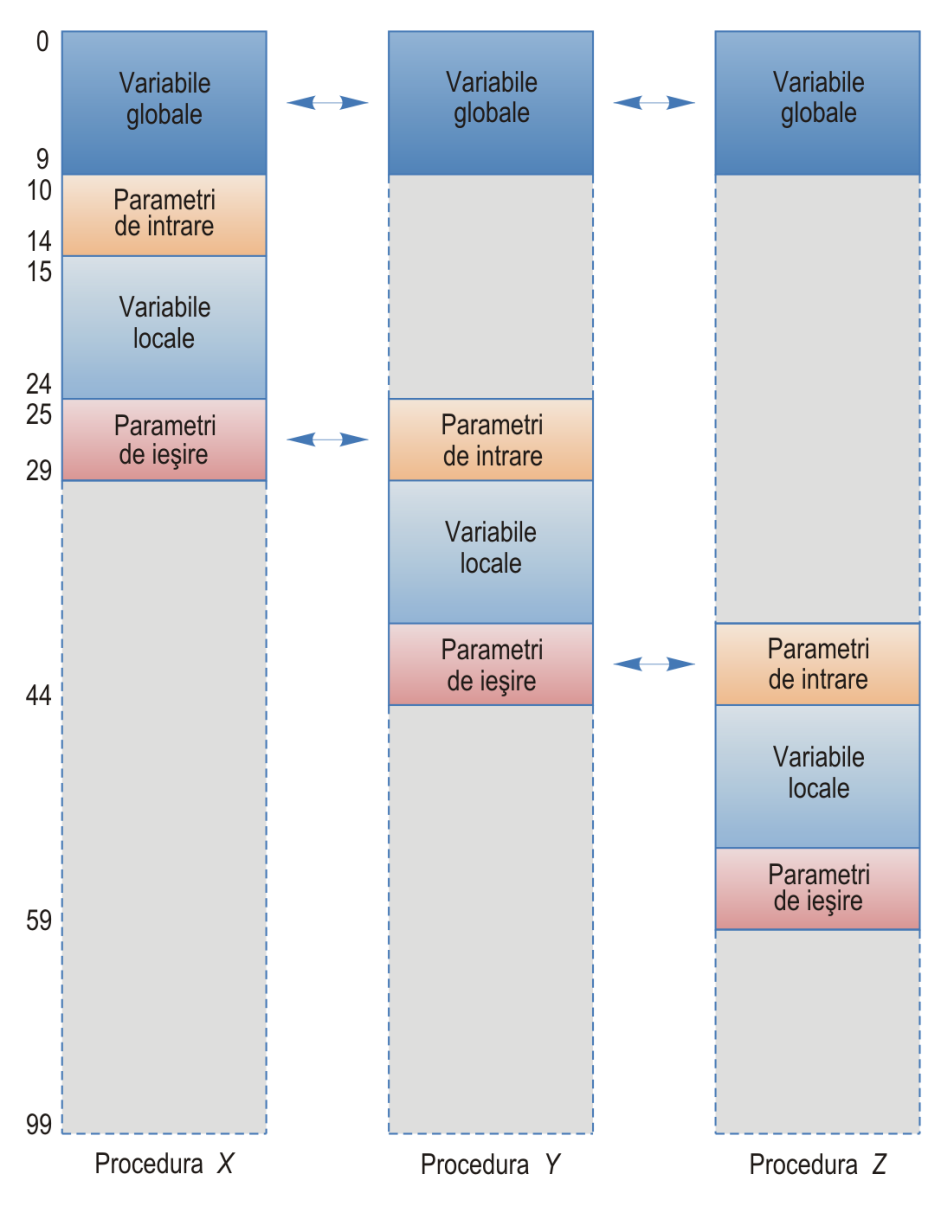 0
9
10
14
15
24
25
29
44
59
99
Variabile
globale
Parametri
de intrare
Variabile
locale
Parametri
de ieşire
Procedura X
Variabile
globale
Parametri
de intrare
Variabile
locale
Parametri
de ieşire
Procedura Y
Variabile
globale
Parametri
de intrare
Variabile
locale
Parametri
de ieşire
Procedura Z